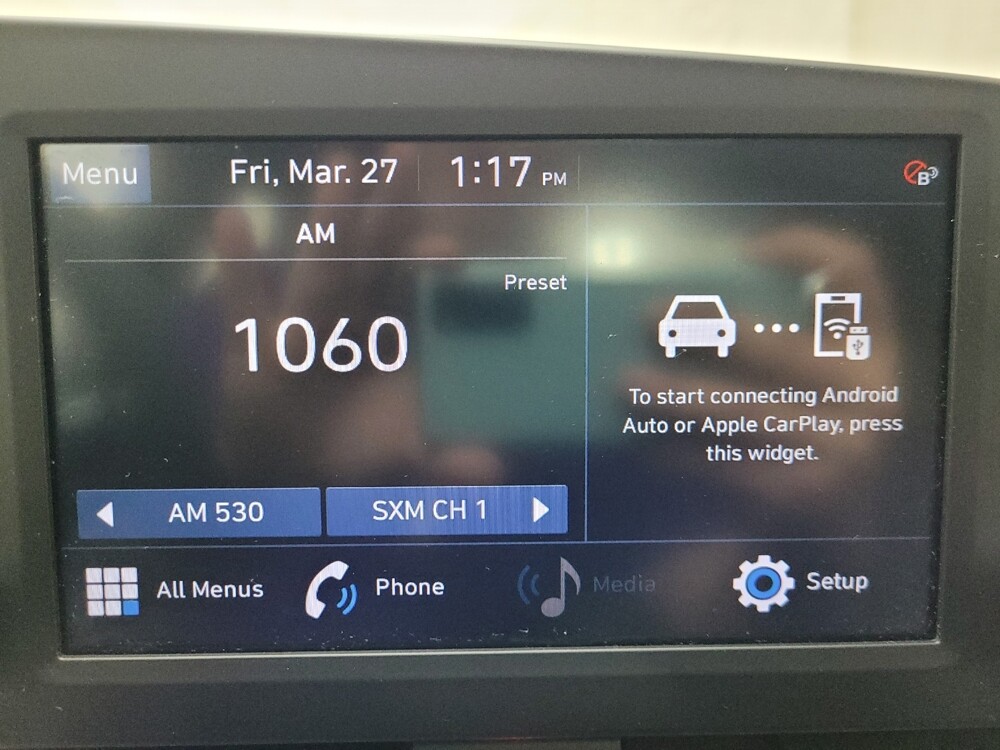 Menu
Fri, Mar. 27
1:17 PM
B
AM
Preset
1060
To start connecting Android
Auto or Apple CarPlay, press
this widget.
AM 530
SXM CH 1
All Menus
Phone
Media
Setup